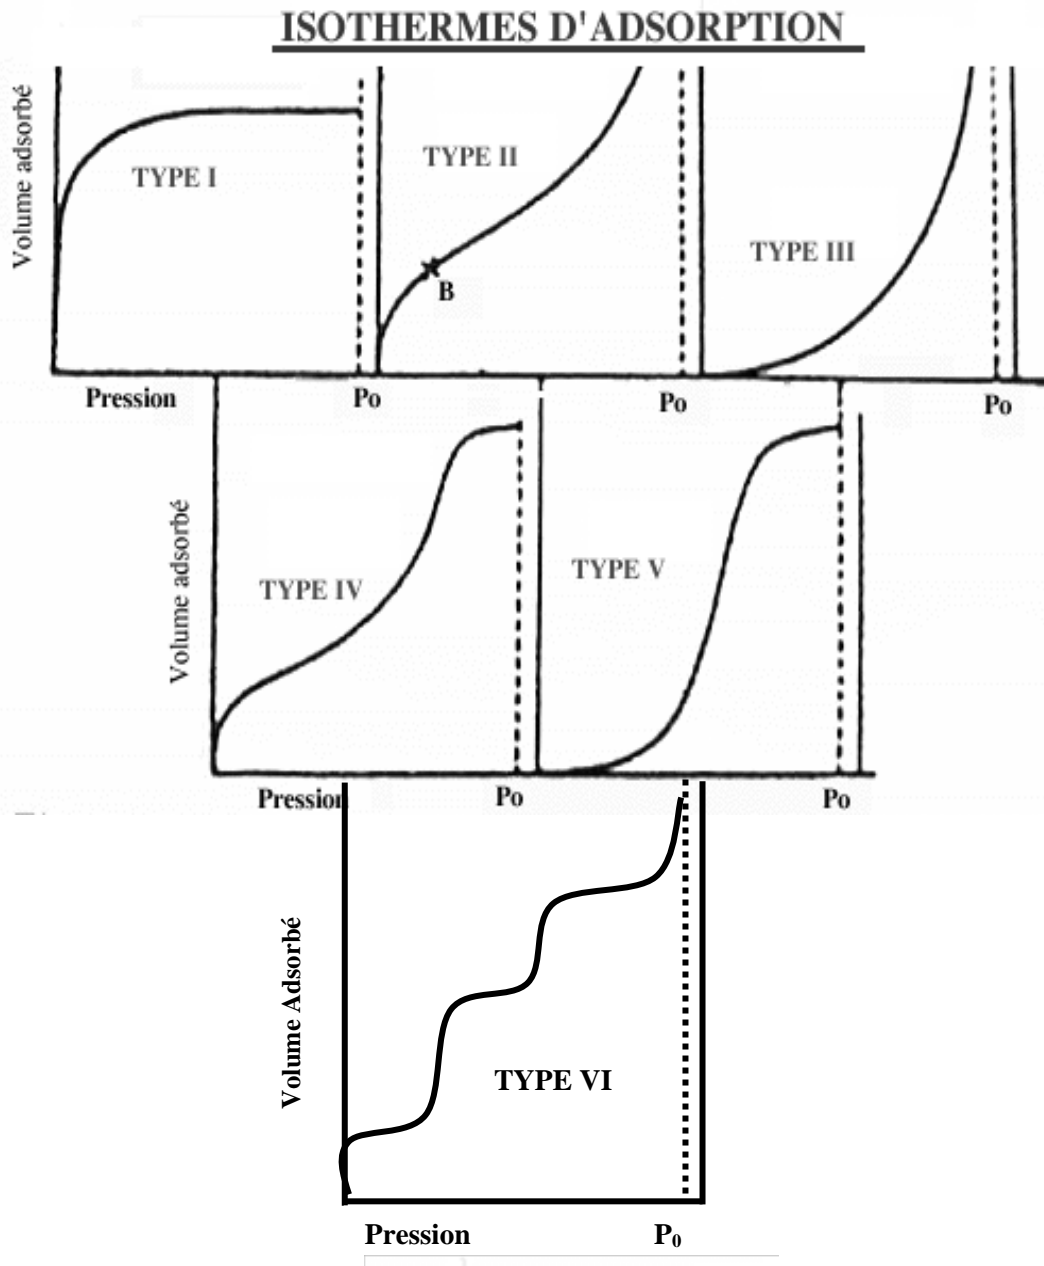 ISOTHERMES D'ADSORPTION
Volume adsorbé
TYPE I
TYPE II
B
TYPE III
Pression
Po
Po
Po
Volume adsorbé
TYPE IV
TYPE V
Pression
Po
Po
Volume Adsorbé
TYPE VI
Pression
P₀